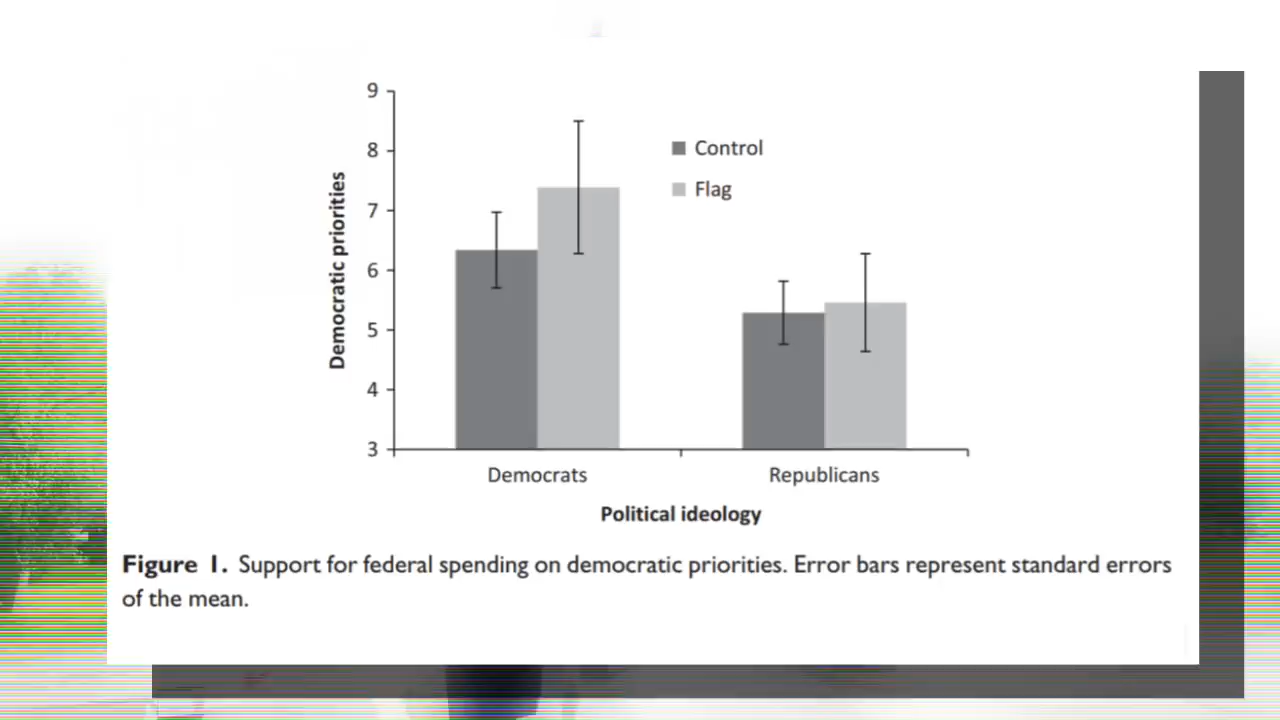 9
8
7
6
5
4
3
Democratic priorities
Control
Flag
Democrats
Republicans
Political ideology
Figure 1. Support for federal spending on democratic priorities. Error bars represent standard errors
of the mean.